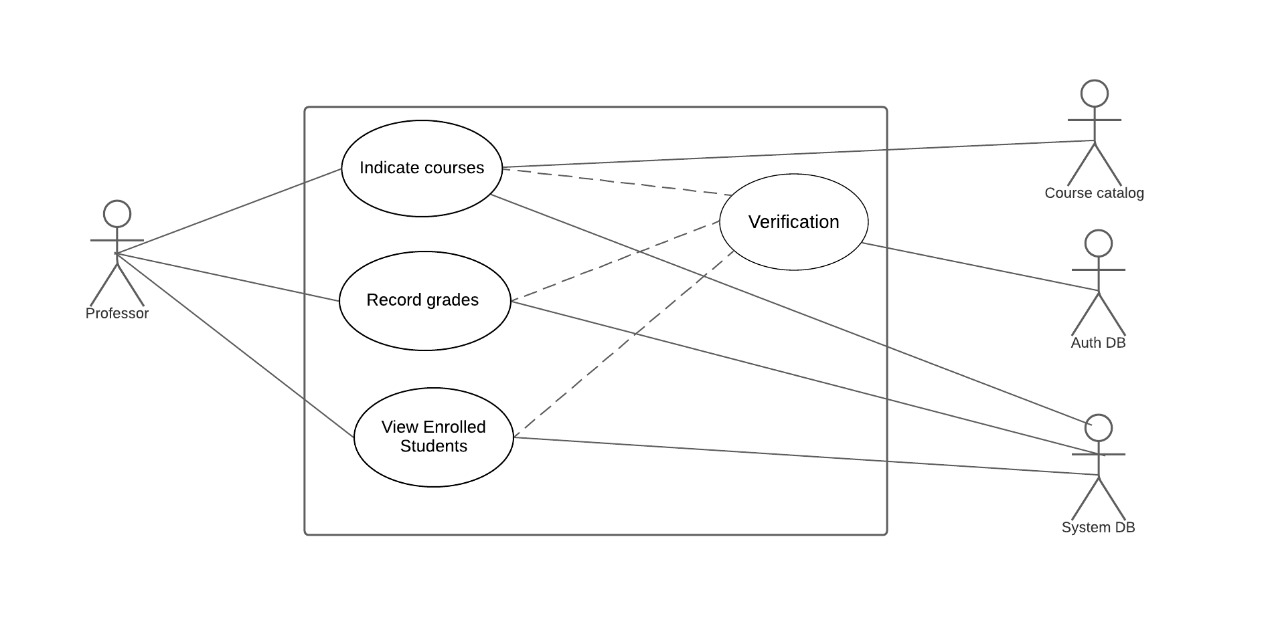 Indicate courses
Course catalog
Verification
Record grades
Professor
Auth DB
View Enrolled
Students
System DB